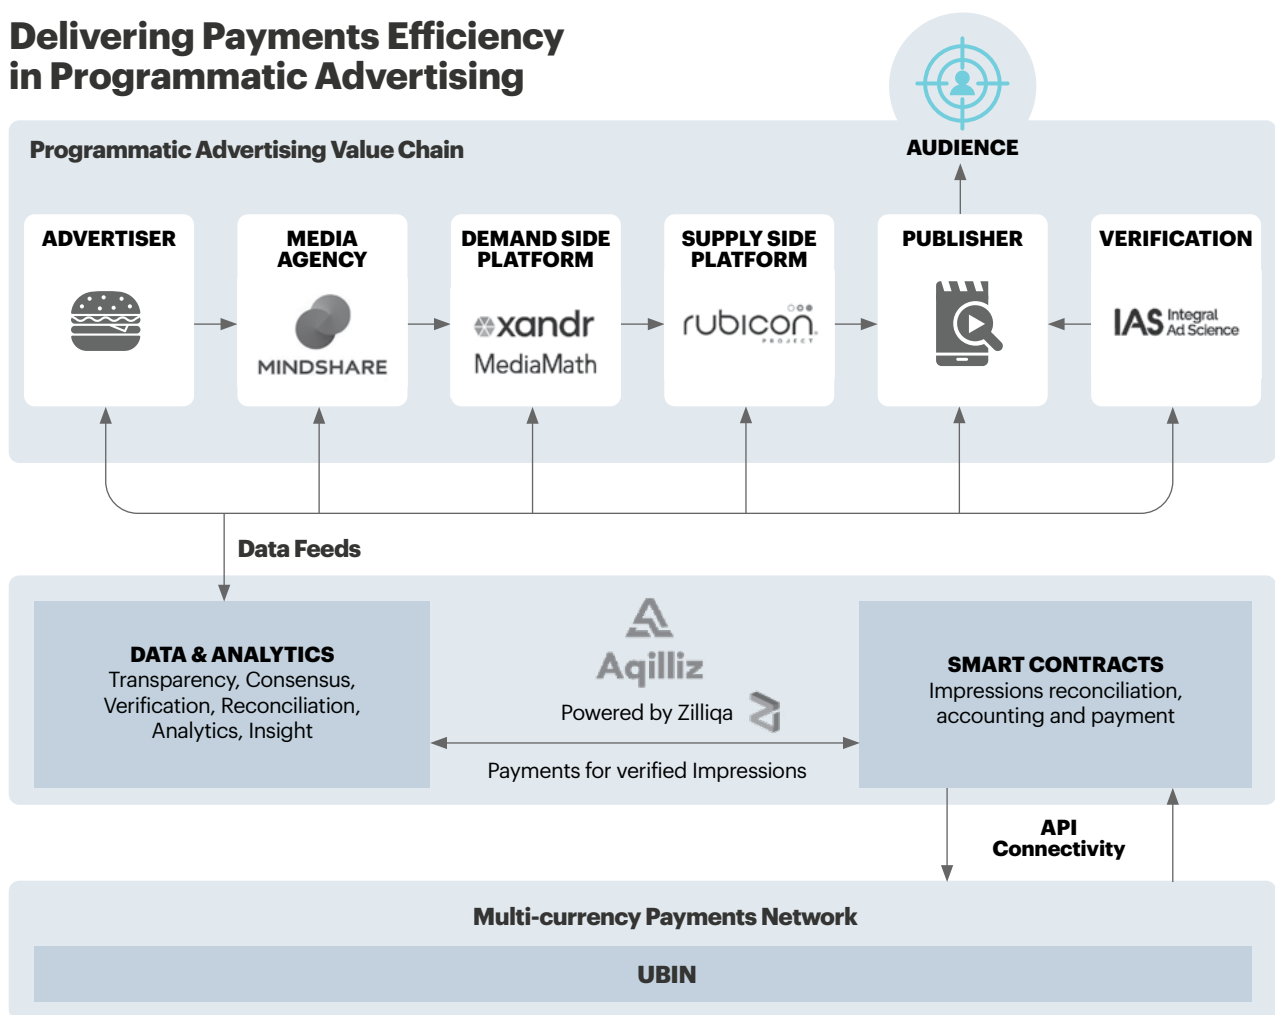 Delivering Payments Efficiency
in Programmatic Advertising
Programmatic Advertising Value Chain
AUDIENCE
ADVERTISER
MEDIA
AGENCY
MINDSHARE
DEMAND SIDE
PLATFORM
xandr
MediaMath
SUPPLY SIDE
PLATFORM
rubicon
PROJECT
PUBLISHER
VERIFICATION
IAS Integral
Ad Science
Data Feeds
DATA & ANALYTICS
Transparency, Consensus,
Verification, Reconciliation,
Analytics, Insight
Aqilliz
Powered by Zilliqa
Payments for verified Impressions
SMART CONTRACTS
Impressions reconciliation,
accounting and payment
API
Connectivity
Multi-currency Payments Network
UBIN